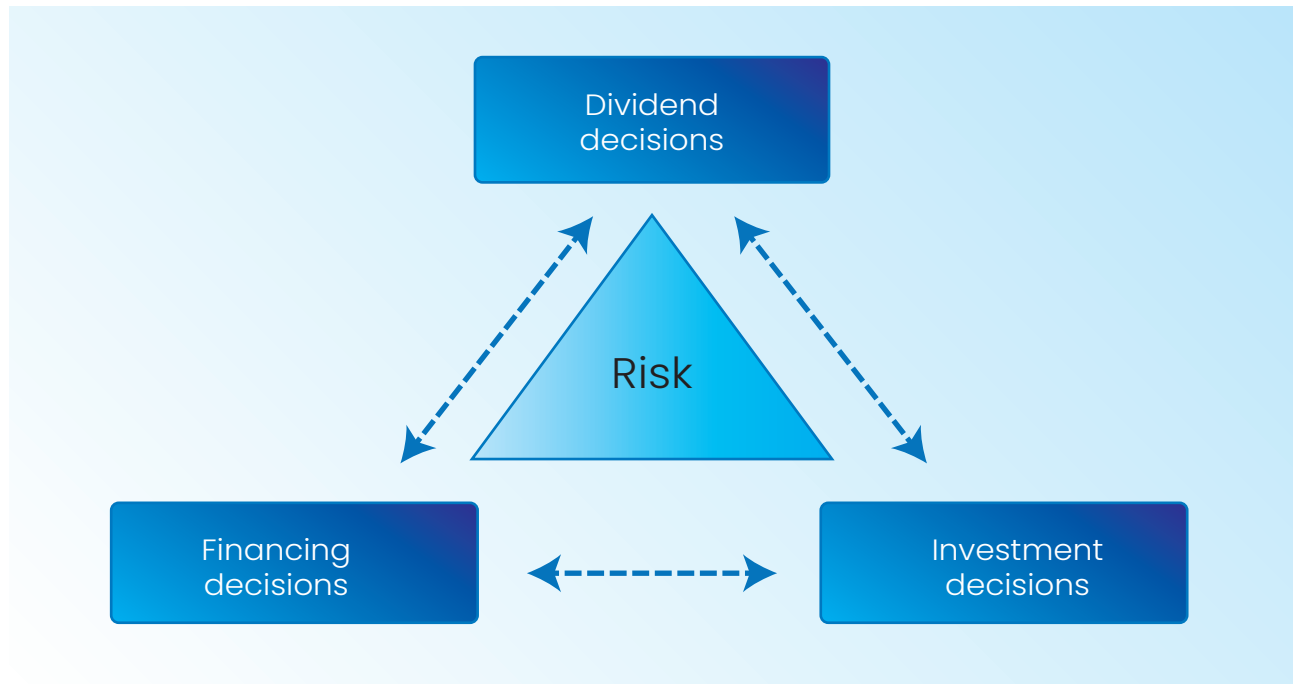 Dividend
decisions
Risk
Financing
decisions
Investment
decisions